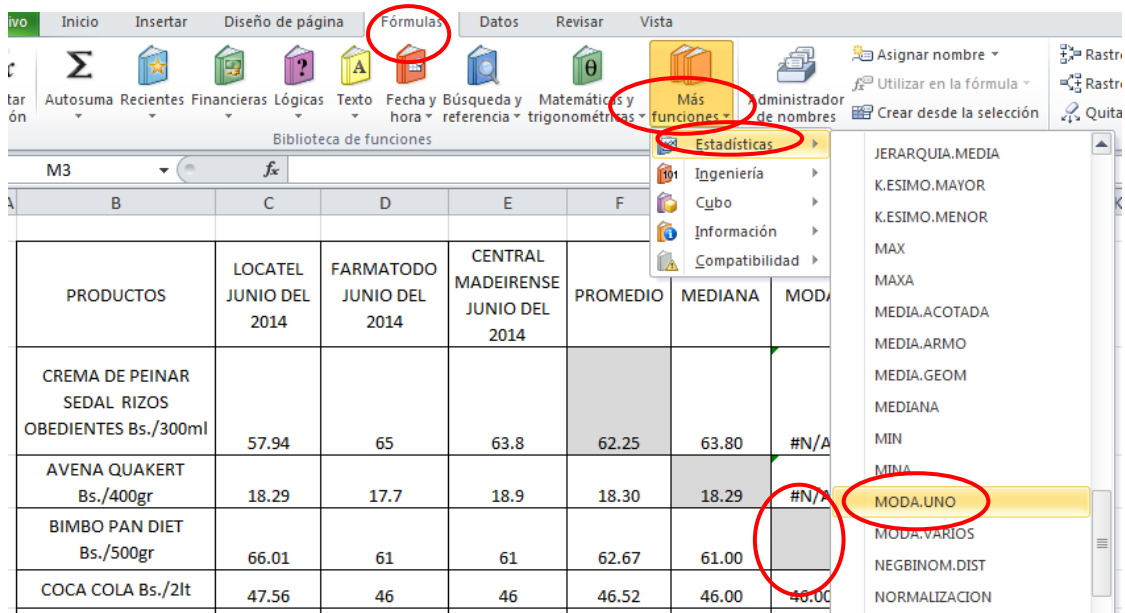 ivo Inicio Insertar Diseño de página Fórmulas Datos Revisar Vista
Σ A θ Asignar nombre Rastre
Utilizar en la fórmula Rastre
tar Autosuma Recientes Financieras Lógicas Texto Fecha y Búsqueda y Matemáticas y Más Administrador Crear desde la selección Quita
ón hora referencia trigonométricas funciones de nombres
Biblioteca de funciones
Estadísticas
Ingeniería
Cubo
Información
Compatibilidad
JERARQUIA.MEDIA
K.ESIMO.MAYOR
K.ESIMO.MENOR
MAX
MAXA
MEDIA.ACOTADA
MEDIA.ARMO
MEDIA.GEOM
MEDIANA
MIN
MINA
MODA.UNO
MODA.VARIOS
NEGBINOM.DIST
NORMALIZACION
M3 fx
A B C D E F K
PRODUCTOS
LOCATEL
JUNIO DEL
2014
FARMATODO
JUNIO DEL
2014
CENTRAL
MADEIRENSE
JUNIO DEL
2014
PROMEDIO MEDIANA MODA
CREMA DE PEINAR
SEDAL RIZOS
OBEDIENTES Bs./300ml
57.94 65 63.8 62.25 63.80 #N/A
AVENA QUAKERT
Bs./400gr
18.29 17.7 18.9 18.30 18.29 #N/A
BIMBO PAN DIET
Bs./500gr
66.01 61 61 62.67 61.00
COCA COLA Bs./2lt
47.56 46 46 46.52 46.00 46.00